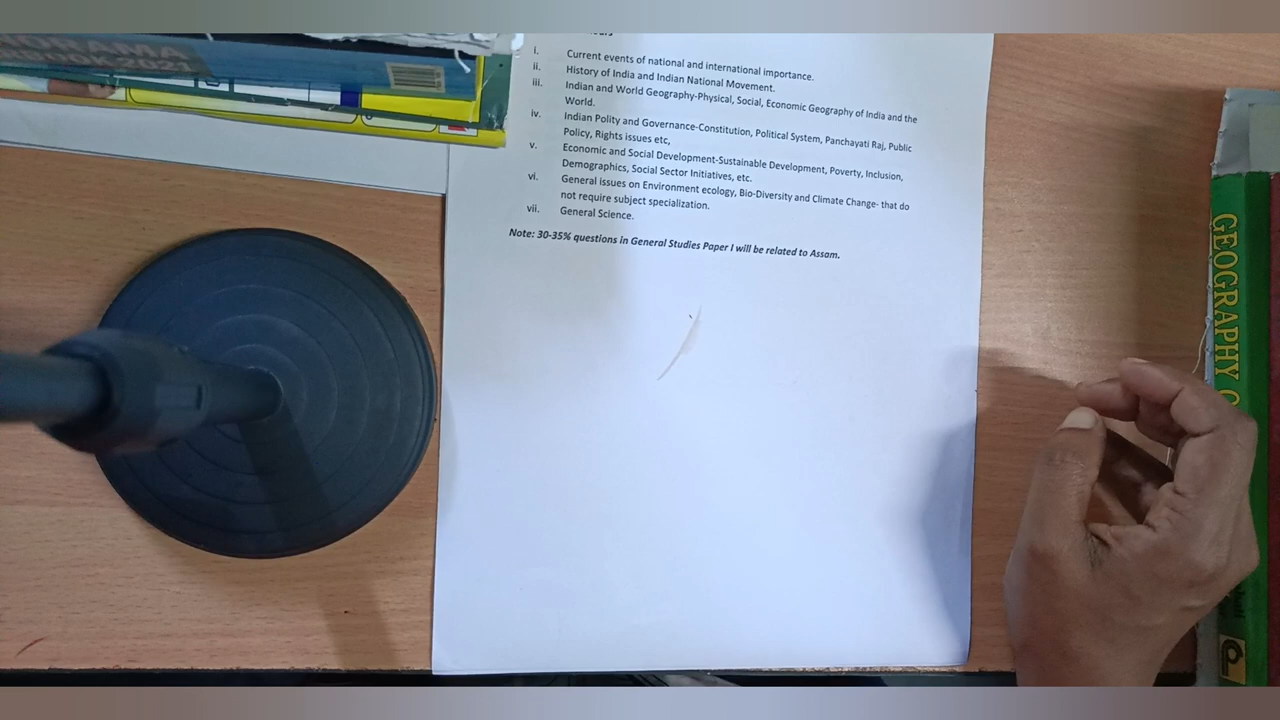 ORAMA
2021
i. Current events of national and international importance.
ii. History of India and Indian National Movement.
iii. Indian and World Geography-Physical, Social, Economic Geography of India and the
World.
iv. Indian Polity and Governance-Constitution, Political System, Panchayati Raj, Public
Policy, Rights issues etc,
v. Economic and Social Development-Sustainable Development, Poverty, Inclusion,
Demographics, Social Sector Initiatives, etc.
vi. General issues on Environment ecology, Bio-Diversity and Climate Change- that do
not require subject specialization.
vii. General Science.
Note: 30-35% questions in General Studies Paper I will be related to Assam.
GEOGRAPHY